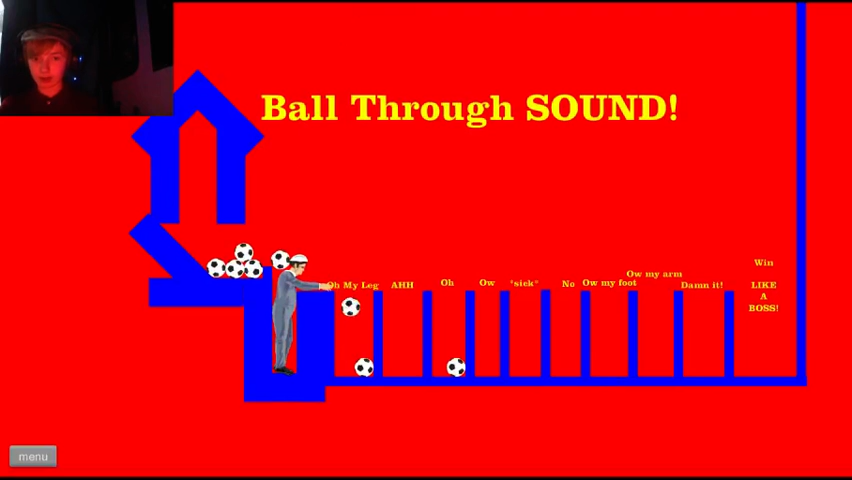 Ball Through SOUND!
Oh My Leg
AHH
Oh
Ow
*sick*
No
Ow my foot
Ow my arm
Damn it!
Win
LIKE
A
BOSS!
menu